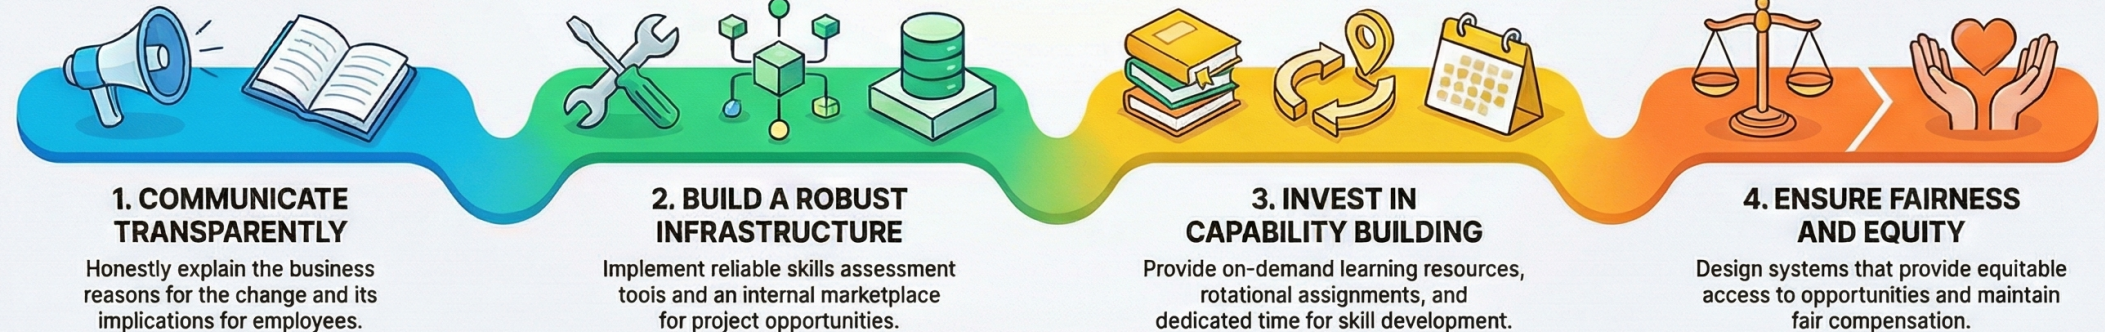 1. COMMUNICATE
TRANSPARENTLY
Honestly explain the business
reasons for the change and its
implications for employees.
2. BUILD A ROBUST
INFRASTRUCTURE
Implement reliable skills assessment
toois and an internal marketplace
for project opportunities.
3. INVEST IN
CAPABILITY BUILDING
Provide on-demand learning resources,
rotational assignments, and
dedicated time for skill development.
4. ENSURE FAIRNESS
AND EQUITY
Design systems that provide equitable
access to opportunities and maintain
fair compensation.